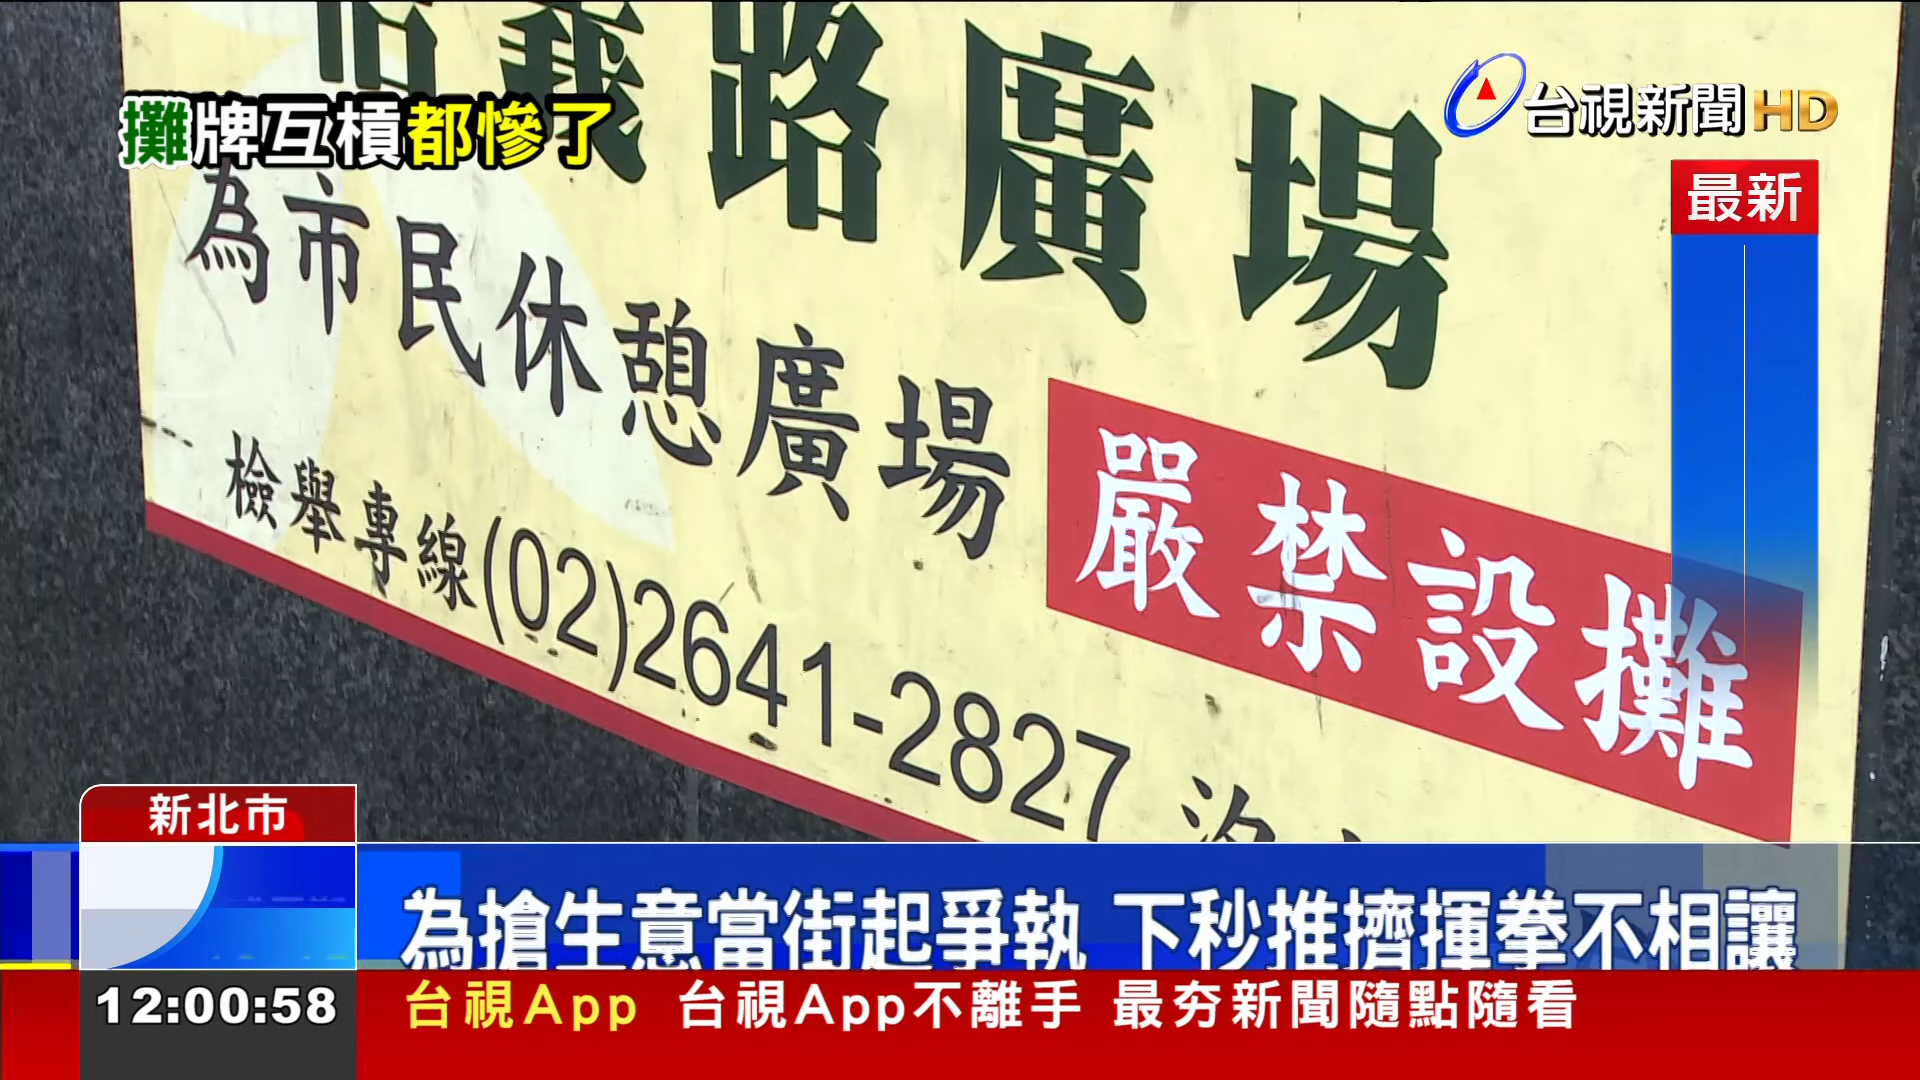 義路廣場
攤牌互槓都慘了
台視新聞HD
最新
為市民休憩廣場
嚴禁設攤
檢舉專線(02)2641-2827
新北市
為搶生意當街起爭執 下秒推擠揮拳不相讓
12:00:58
台視App 台視App不離手 最夯新聞隨點隨看